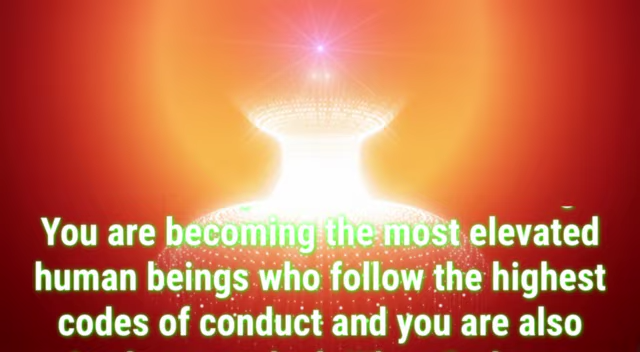 You are becoming the most elevated
human beings who follow the highest
codes of conduct and you are also